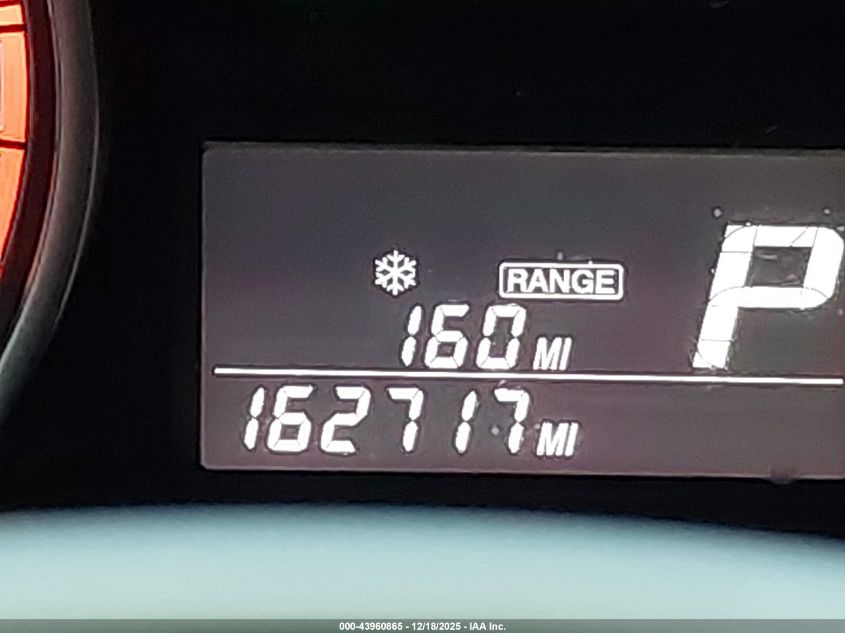 RANGE
P
160 MI
162717 MI
000-43960865 - 12/18/2025 - IAA Inc.